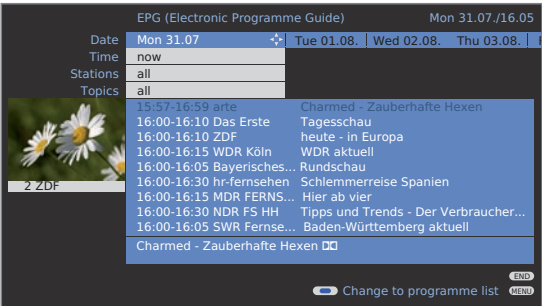 EPG (Electronic Programme Guide) Mon 31.07./16.05
Date Mon 31.07 Tue 01.08. Wed 02.08. Thu 03.08.
Time now
Stations all
Topics all
15:57-16:59 arte Charmed - Zauberhafte Hexen
16:00-16:10 Das Erste Tagesschau
16:00-16:10 ZDF heute - in Europa
16:00-16:15 WDR Köln WDR aktuell
16:00-16:05 Bayerisches... Rundschau
16:00-16:30 hr-fernsehen Schlemmerreise Spanien
16:00-16:15 MDR FERNS... Hier ab vier
16:00-16:30 NDR FS HH Tipps und Trends - Der Verbraucher...
16:00-16:05 SWR Fernse... Baden-Württemberg aktuell
2 ZDF
Charmed - Zauberhafte Hexen
END
Change to programme list MENU